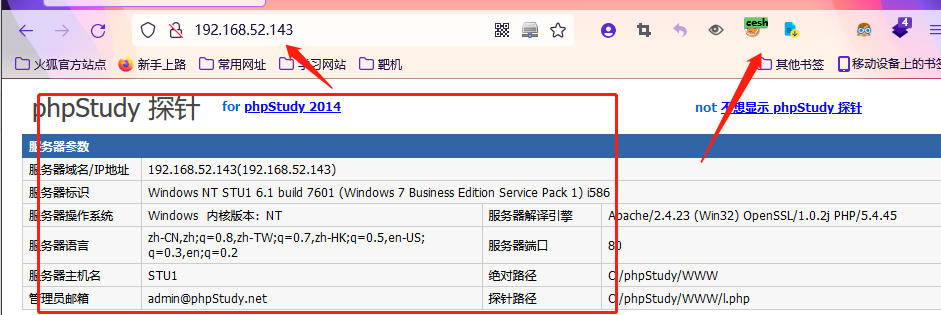 192.168.52.143
cesh
4
火狐官方站点 新手上路 常用网址 学习网站 靶机 其他书签 移动设备上的书签
phpStudy 探针 for phpStudy 2014 not 不想显示 phpStudy 探针
服务器参数
服务器域名/IP地址 192.168.52.143(192.168.52.143)
服务器标识 Windows NT STU1 6.1 build 7601 (Windows 7 Business Edition Service Pack 1) i586
服务器操作系统 Windows 内核版本：NT 服务器解译引擎 Apache/2.4.23 (Win32) OpenSSL/1.0.2j PHP/5.4.45
服务器语言 zh-CN,zh;q=0.8,zh-TW;q=0.7,zh-HK;q=0.5,en-US;
q=0.3,en;q=0.2 服务器端口 80
服务器主机名 STU1 绝对路径 C:/phpStudy/WWW
管理员邮箱 admin@phpStudy.net 探针路径 C:/phpStudy/WWW/l.php